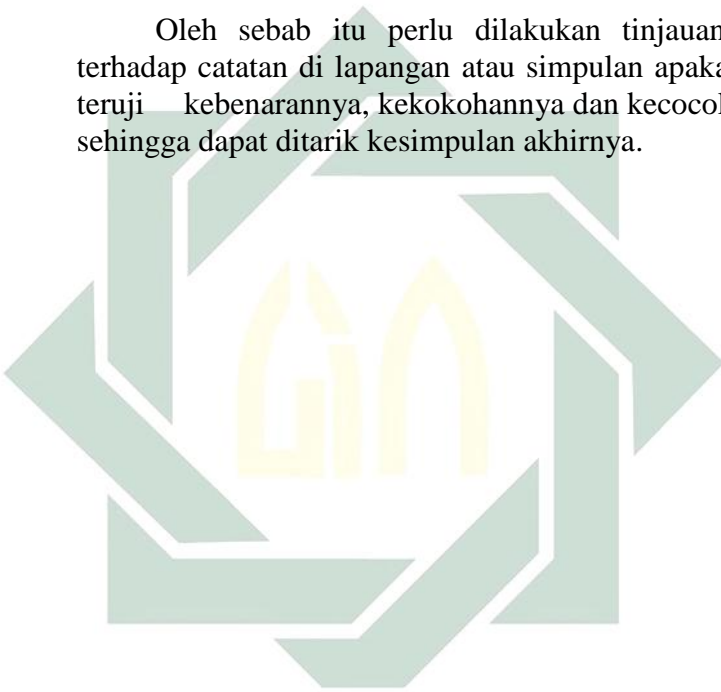 Oleh sebab itu perlu dilakukan tinjauan
terhadap catatan di lapangan atau simpulan apaka
teruji kebenarannya, kekokohannya dan kecocol
sehingga dapat ditarik kesimpulan akhirnya.